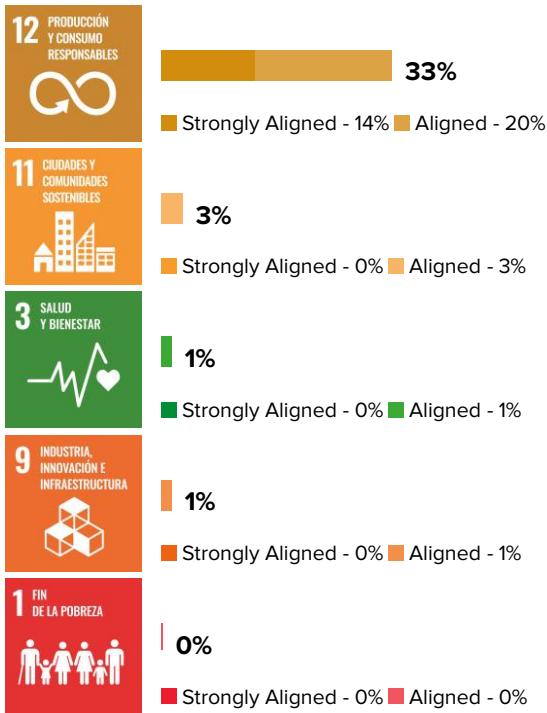 12 PRODUCCIÓN
Y CONSUMO
RESPONSABLES
33%
Strongly Aligned - 14% Aligned - 20%
11 CIUDADES Y
COMUNIDADES
SOSTENIBLES
3%
Strongly Aligned - 0% Aligned - 3%
3 SALUD
Y BIENESTAR
1%
Strongly Aligned - 0% Aligned - 1%
9 INDUSTRIA,
INNOVACIÓN E
INFRAESTRUCTURA
1%
Strongly Aligned - 0% Aligned - 1%
1 FIN
DE LA POBREZA
0%
Strongly Aligned - 0% Aligned - 0%